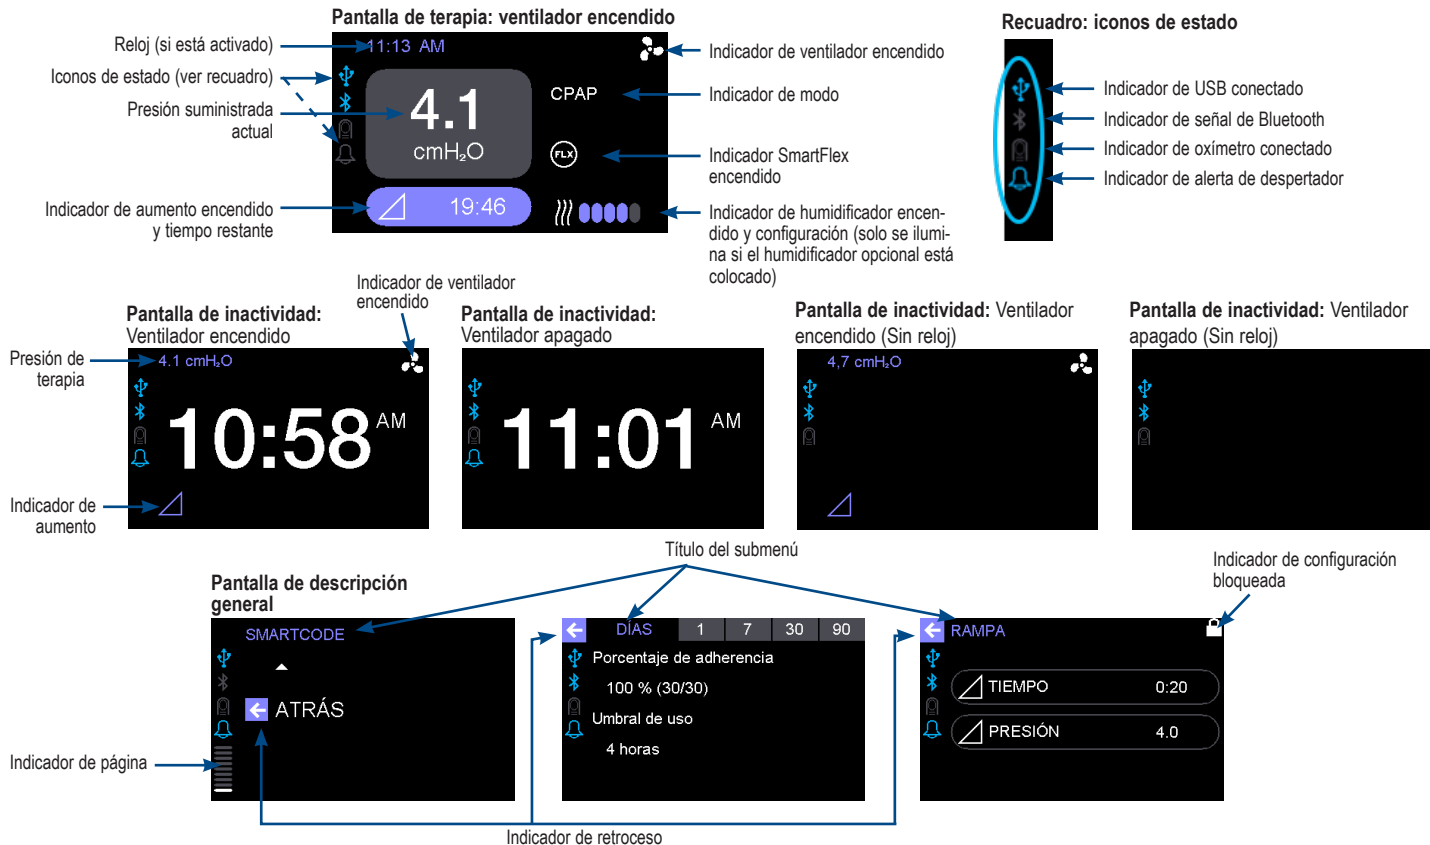 Pantalla de terapia: ventilador encendido
Reloj (si está activado)
Iconos de estado (ver recuadro)
Presión suministrada
actual
Indicador de aumento encendido
y tiempo restante
11:13 AM
4.1
cmH₂O
19:46
CPAP
FLX
Indicador de ventilador encendido
Indicador de modo
Indicador SmartFlex
encendido
Indicador de humidificador encen-
dido y configuración (solo se ilumi-
na si el humidificador opcional está
colocado)
Recuadro: iconos de estado
Indicador de USB conectado
Indicador de señal de Bluetooth
Indicador de oxímetro conectado
Indicador de alerta de despertador
Indicador de ventilador
encendido
Pantalla de inactividad:
Ventilador encendido
Presión de
terapia
4.1 cmH₂O
10:58 AM
Indicador de
aumento
Pantalla de inactividad:
Ventilador apagado
11:01 AM
Pantalla de inactividad: Ventilador
encendido (Sin reloj)
4,7 cmH₂O
Pantalla de inactividad: Ventilador
apagado (Sin reloj)
Título del submenú
Indicador de configuración
bloqueada
Pantalla de descripción
general
SMARTCODE
ATRÁS
Indicador de página
DÍAS 1 7 30 90
Porcentaje de adherencia
100 % (30/30)
Umbral de uso
4 horas
RAMPA
TIEMPO 0:20
PRESIÓN 4.0
Indicador de retroceso